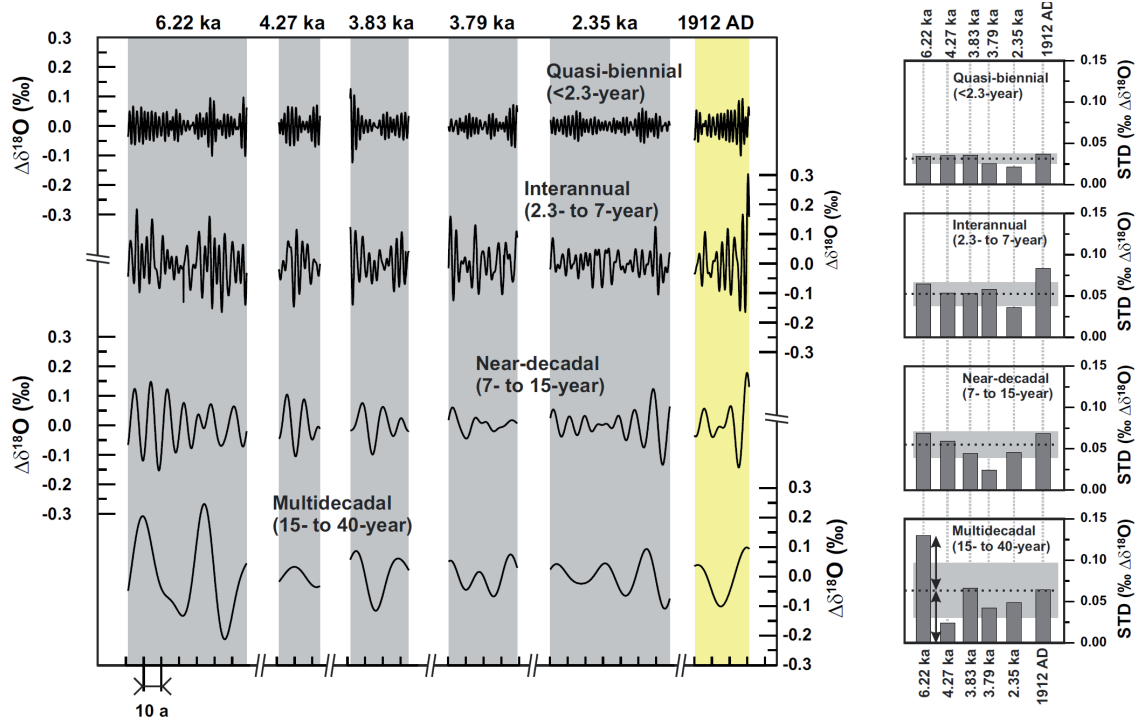 6.22 ka 4.27 ka 3.83 ka 3.79 ka 2.35 ka 1912 AD
0.3
0.2
0.1
0.0
-0.1
-0.2
-0.3
Δδ18O (‰)
Quasi-biennial
(<2.3-year)
Interannual
(2.3- to 7-year)
0.3
0.2
0.1
0.0
-0.1
-0.2
-0.3
Δδ18O (‰)
0.3
0.2
0.1
0.0
-0.1
-0.2
-0.3
Δδ18O (‰)
Near-decadal
(7- to 15-year)
Multidecadal
(15- to 40-year)
0.3
0.2
0.1
0.0
-0.1
-0.2
-0.3
Δδ18O (‰)
10 a
6.22 ka
4.27 ka
3.83 ka
3.79 ka
2.35 ka
1912 AD
Quasi-biennial
(<2.3-year)
0.15
0.10
0.05
0.00
STD (‰ Δδ18O)
Interannual
(2.3- to 7-year)
0.15
0.10
0.05
0.00
STD (‰ Δδ18O)
Near-decadal
(7- to 15-year)
0.15
0.10
0.05
0.00
STD (‰ Δδ18O)
Multidecadal
(15- to 40-year)
0.15
0.10
0.05
0.00
STD (‰ Δδ18O)
6.22 ka
4.27 ka
3.83 ka
3.79 ka
2.35 ka
1912 AD